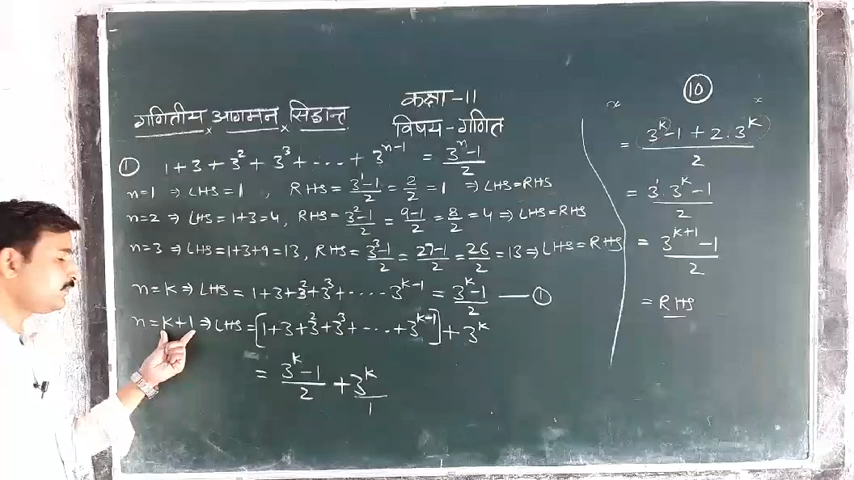 गणितीय आगमन सिद्धान्त
कक्षा-11
विषय-गणित
① 1+3+3²+3³+....+3ⁿ⁻¹ = (3ⁿ-1)/2
n=1 ⇒ LHS=1 , RHS = (3¹-1)/2 = 2/2 = 1 ⇒ LHS=RHS
n=2 ⇒ LHS=1+3=4, RHS = (3²-1)/2 = (9-1)/2 = 8/2 = 4 ⇒ LHS=RHS
n=3 ⇒ LHS=1+3+9=13, RHS = (3³-1)/2 = (27-1)/2 = 26/2 = 13 ⇒ LHS=RHS
n=k ⇒ LHS = 1+3+3²+3³+....3ᵏ⁻¹ = (3ᵏ-1)/2 —— ①
n=k+1 ⇒ LHS = [1+3+3²+3³+....+3ᵏ⁻¹] + 3ᵏ
= (3ᵏ-1)/2 + 3ᵏ/1
⑩
= (3ᵏ-1+2·3ᵏ)/2
= (3¹·3ᵏ-1)/2
= (3ᵏ⁺¹-1)/2
= RHS